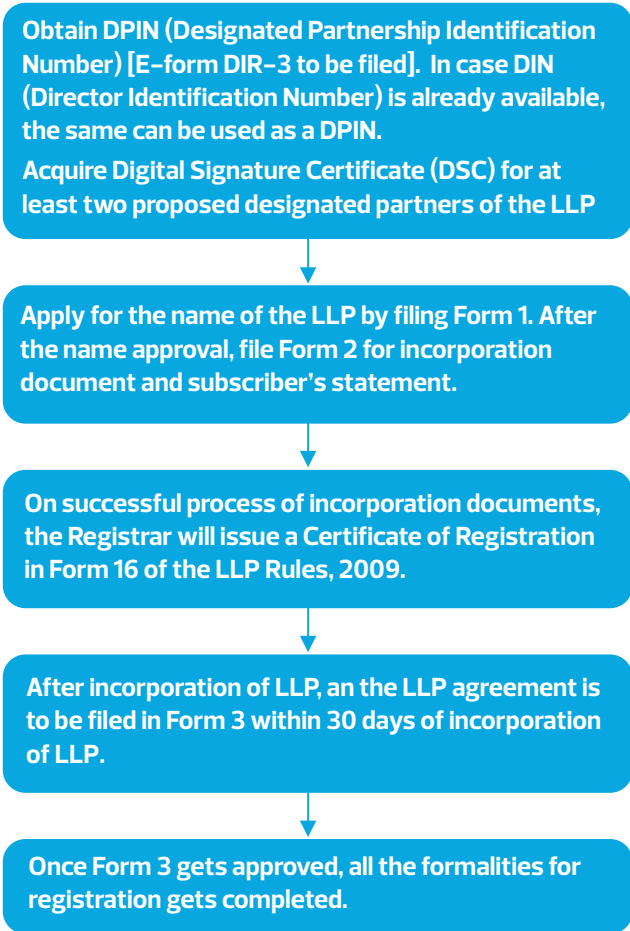 Obtain DPIN (Designated Partnership Identification
Number) [E-form DIR-3 to be filed]. In case DIN
(Director Identification Number) is already available,
the same can be used as a DPIN.
Acquire Digital Signature Certificate (DSC) for at
least two proposed designated partners of the LLP
Apply for the name of the LLP by filing Form 1. After
the name approval, file Form 2 for incorporation
document and subscriber's statement.
On successful process of incorporation documents,
the Registrar will issue a Certificate of Registration
in Form 16 of the LLP Rules, 2009.
After incorporation of LLP, an the LLP agreement is
to be filed in Form 3 within 30 days of incorporation
of LLP.
Once Form 3 gets approved, all the formalities for
registration gets completed.